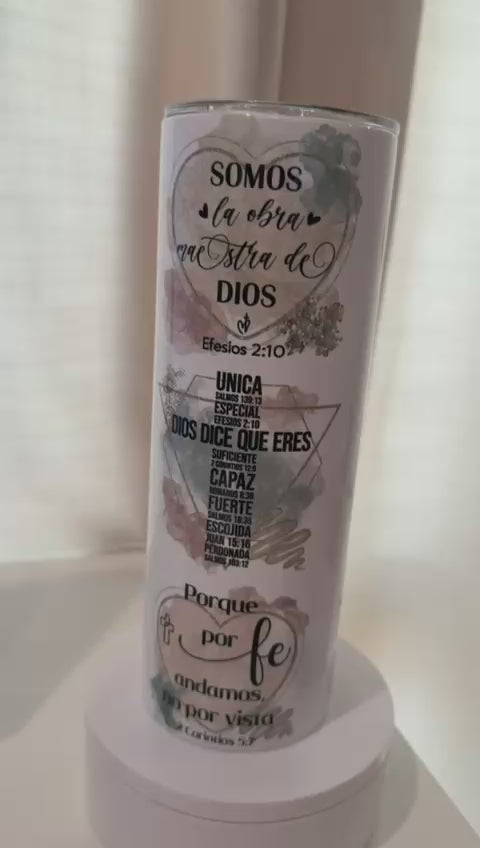 SOMOS
la obra
maestra de
DIOS
Efesios 2:10
UNICA
SALMOS 139:13
ESPECIAL
EFESIOS 2:10
DIOS DICE QUE ERES
SUFICIENTE
2 CORINTIOS 12:9
CAPAZ
ROMANOS 8:38
FUERTE
SALMOS 18:35
ESCOJIDA
JUAN 15:16
PERDONADA
SALMOS 103:12
Porque
por fe
andamos,
no por vista
2 Corintios 5:7